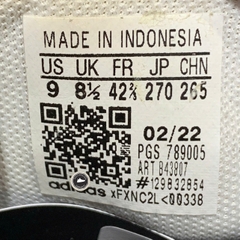 MADE IN INDONESIA
US UK FR JP CHN
9 8½ 42⅔ 270 265
02/22
PGS 789005
ART B43807
#129832854
adidas xFXNC2L<00338